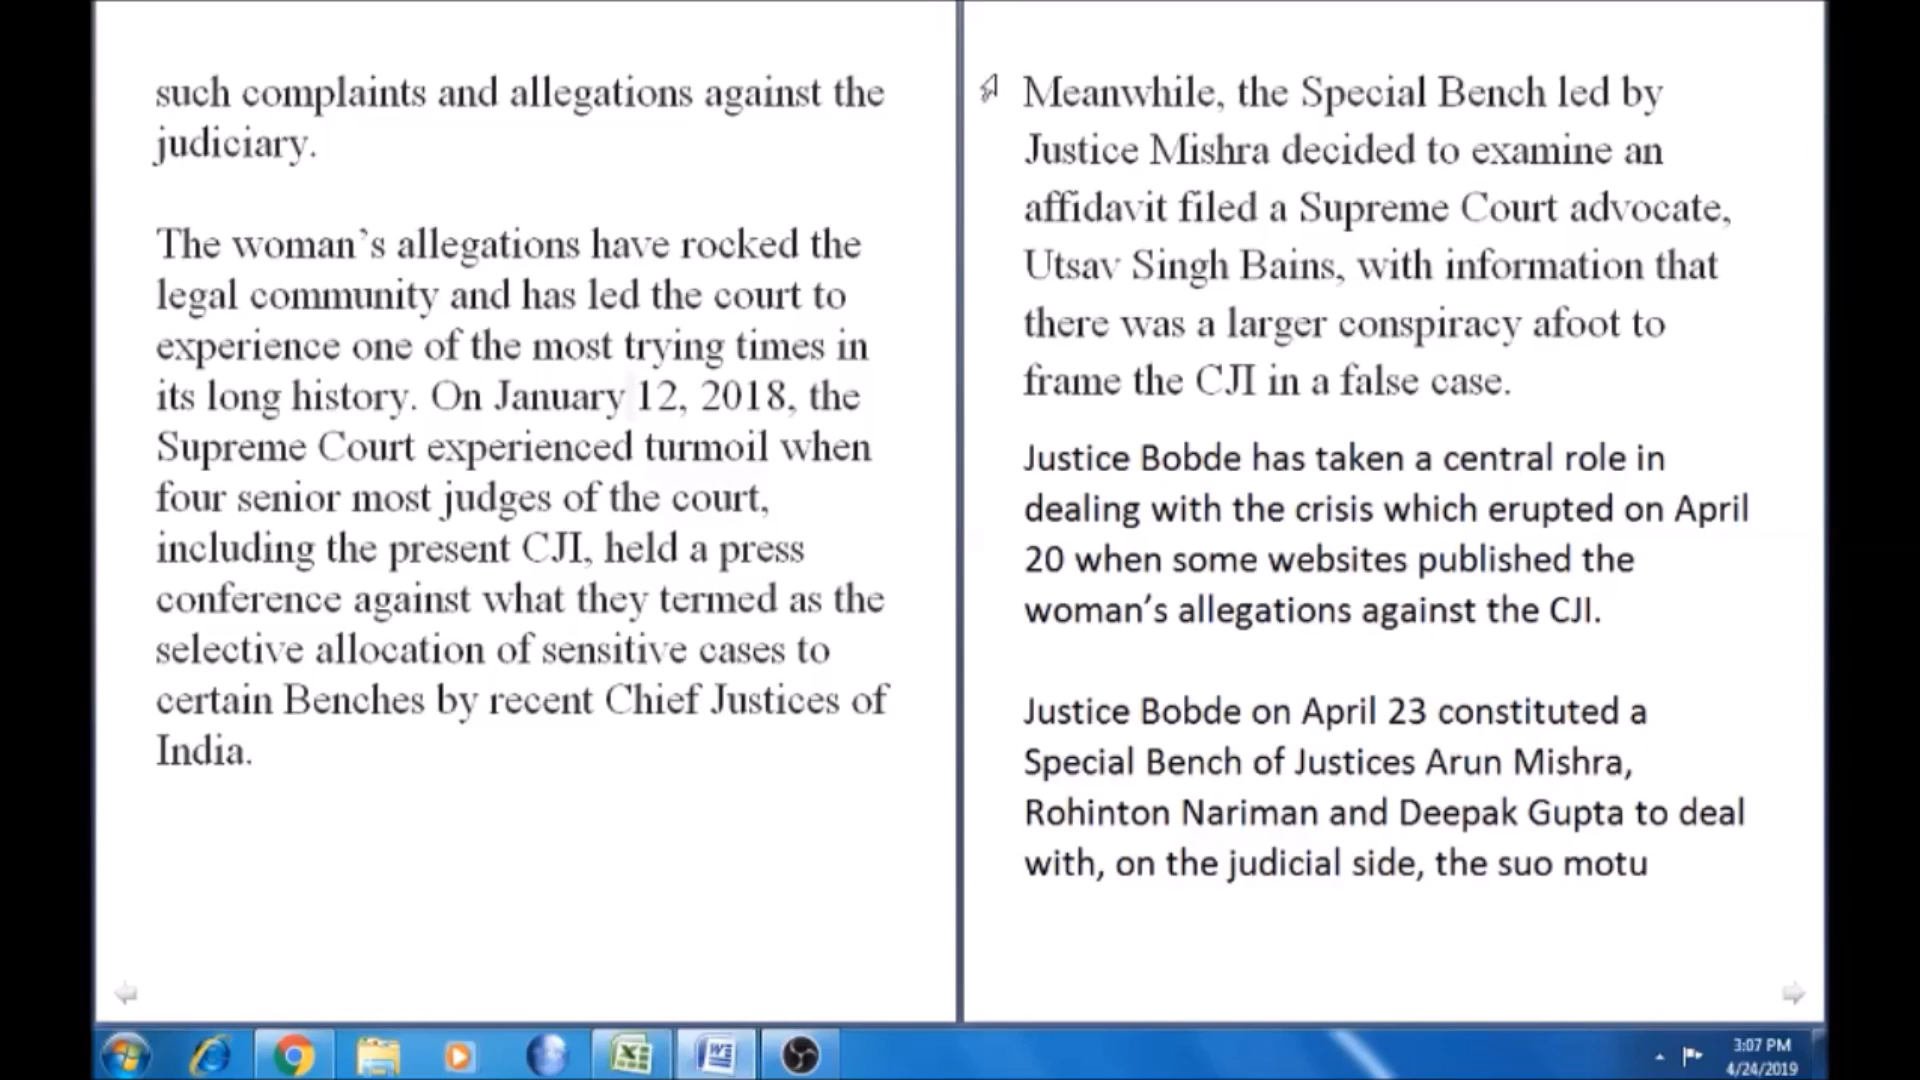 such complaints and allegations against the
judiciary.
The woman’s allegations have rocked the
legal community and has led the court to
experience one of the most trying times in
its long history. On January 12, 2018, the
Supreme Court experienced turmoil when
four senior most judges of the court,
including the present CJI, held a press
conference against what they termed as the
selective allocation of sensitive cases to
certain Benches by recent Chief Justices of
India.
Meanwhile, the Special Bench led by
Justice Mishra decided to examine an
affidavit filed a Supreme Court advocate,
Utsav Singh Bains, with information that
there was a larger conspiracy afoot to
frame the CJI in a false case.
Justice Bobde has taken a central role in
dealing with the crisis which erupted on April
20 when some websites published the
woman’s allegations against the CJI.
Justice Bobde on April 23 constituted a
Special Bench of Justices Arun Mishra,
Rohinton Nariman and Deepak Gupta to deal
with, on the judicial side, the suo motu
3:07 PM
4/24/2019